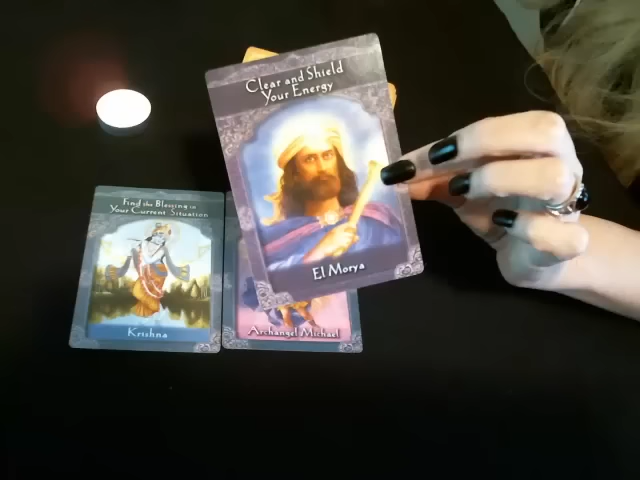 Clear and Shield
Your Energy
El Morya
Find the Blessing in
Your Current Situation
Krishna
Archangel Michael